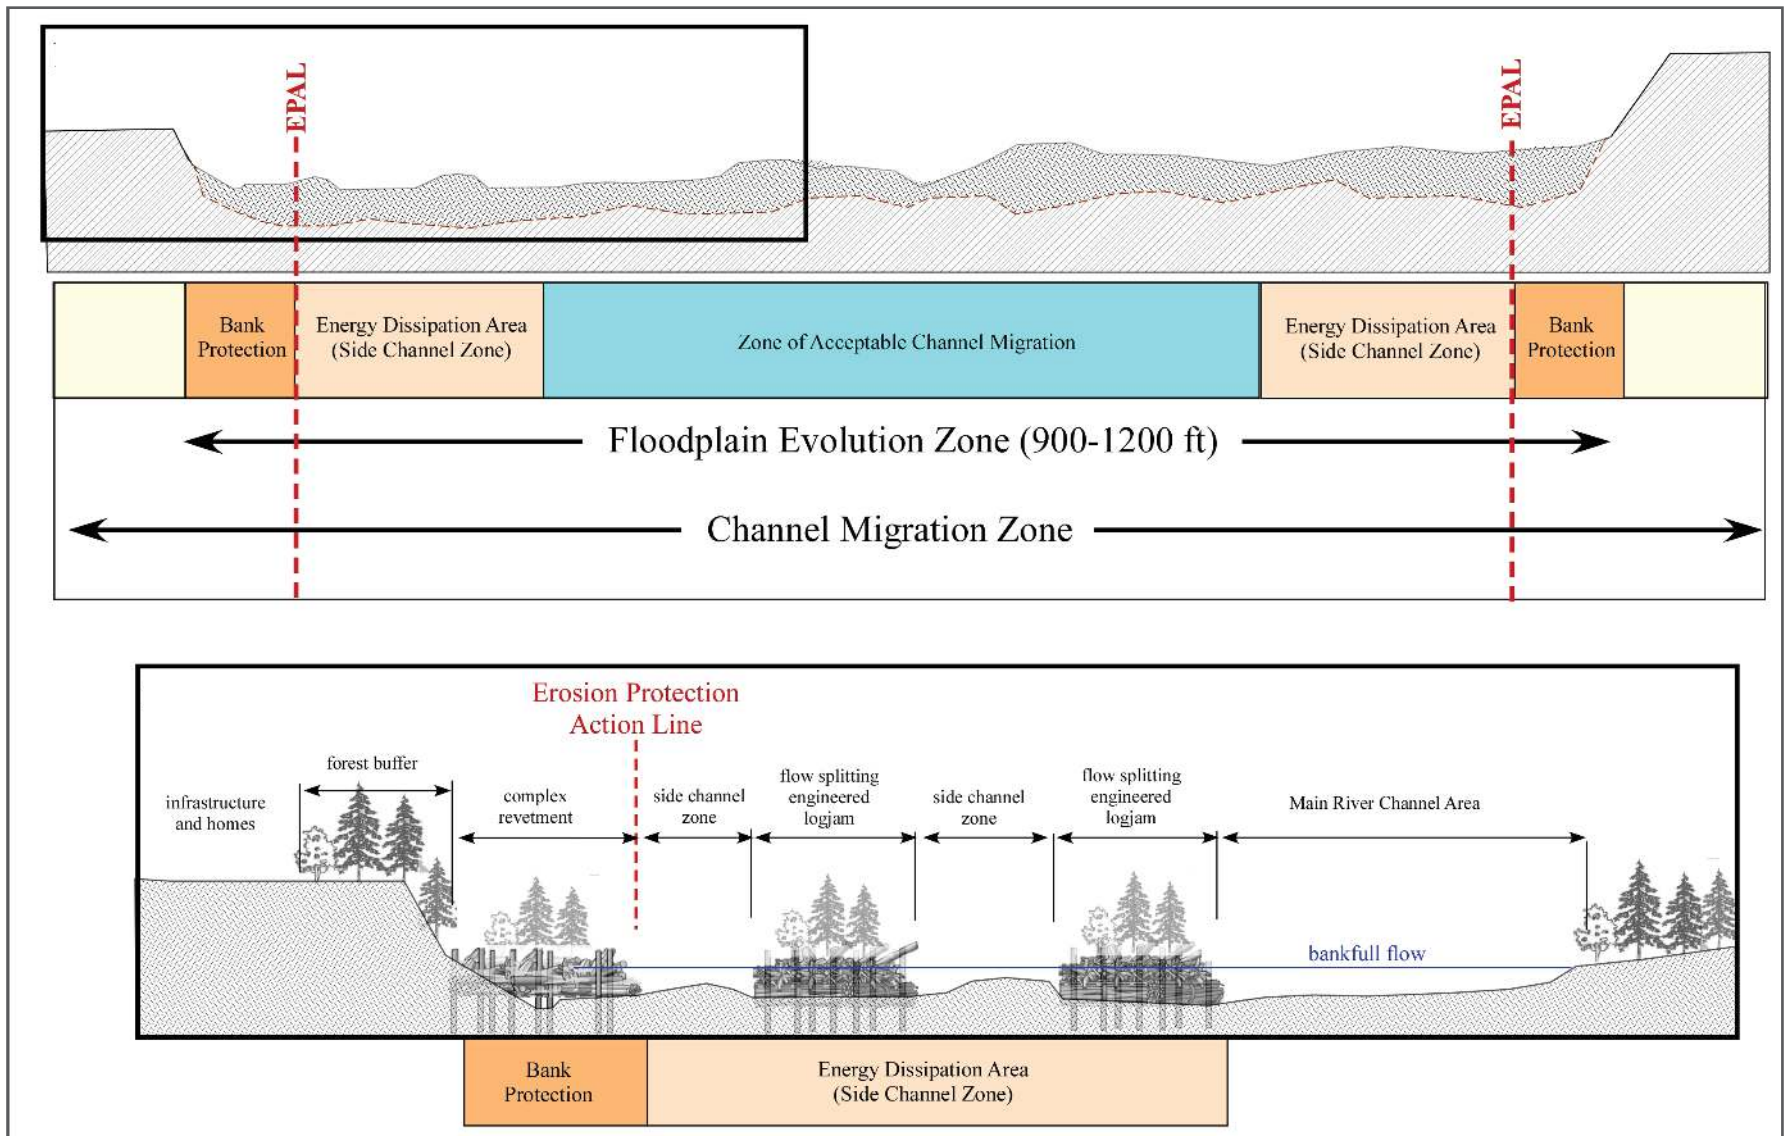 EPAL
EPAL
Bank
Protection
Energy Dissipation Area
(Side Channel Zone)
Zone of Acceptable Channel Migration
Energy Dissipation Area
(Side Channel Zone)
Bank
Protection
Floodplain Evolution Zone (900-1200 ft)
Channel Migration Zone
Erosion Protection
Action Line
infrastructure
and homes
forest buffer
complex
revetment
side channel
zone
flow splitting
engineered
logjam
side channel
zone
flow splitting
engineered
logjam
Main River Channel Area
bankfull flow
Bank
Protection
Energy Dissipation Area
(Side Channel Zone)